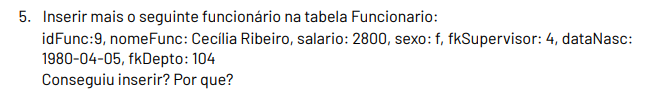 5. Inserir mais o seguinte funcionário na tabela Funcionario:
idFunc:9, nomeFunc: Cecília Ribeiro, salario: 2800, sexo: f, fkSupervisor: 4, dataNasc:
1980-04-05, fkDepto: 104
Conseguiu inserir? Por que?